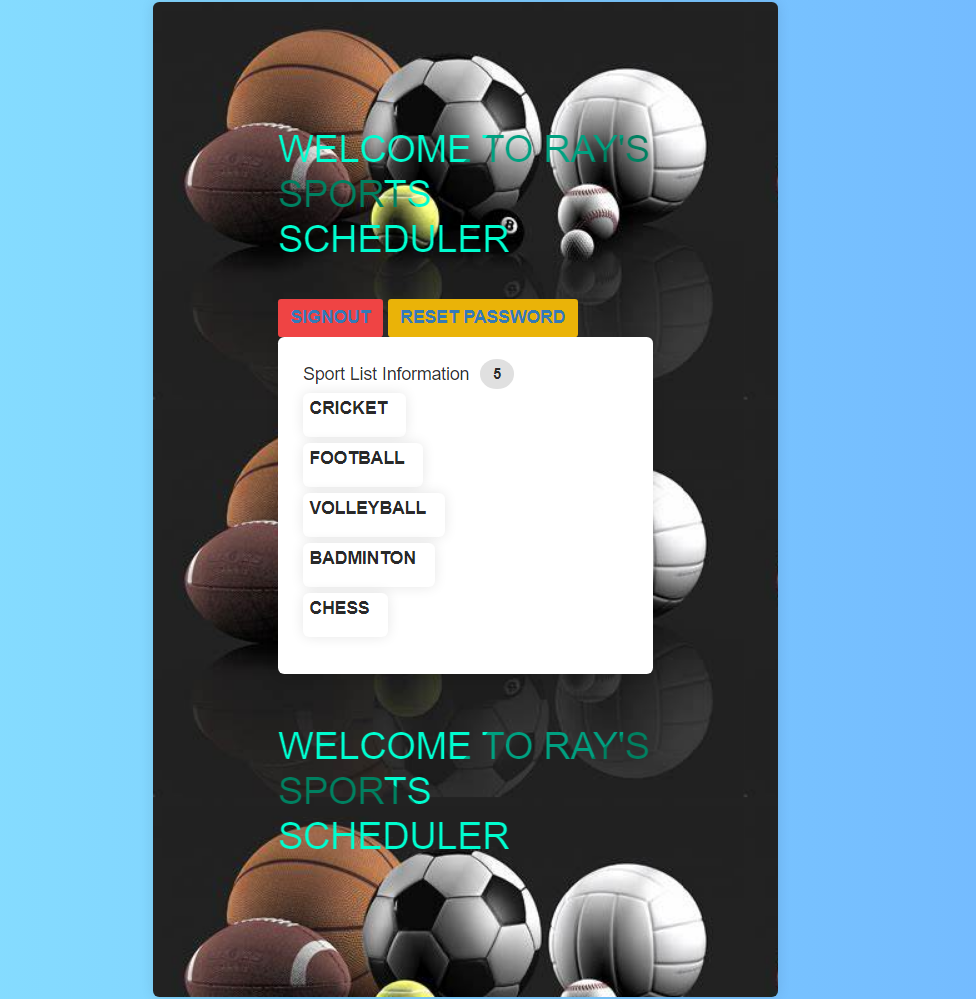 WELCOME TO RAY'S
SPORTS
SCHEDULER
SIGNOUT RESET PASSWORD
Sport List Information 5
CRICKET
FOOTBALL
VOLLEYBALL
BADMINTON
CHESS
WELCOME TO RAY'S
SPORTS
SCHEDULER
8